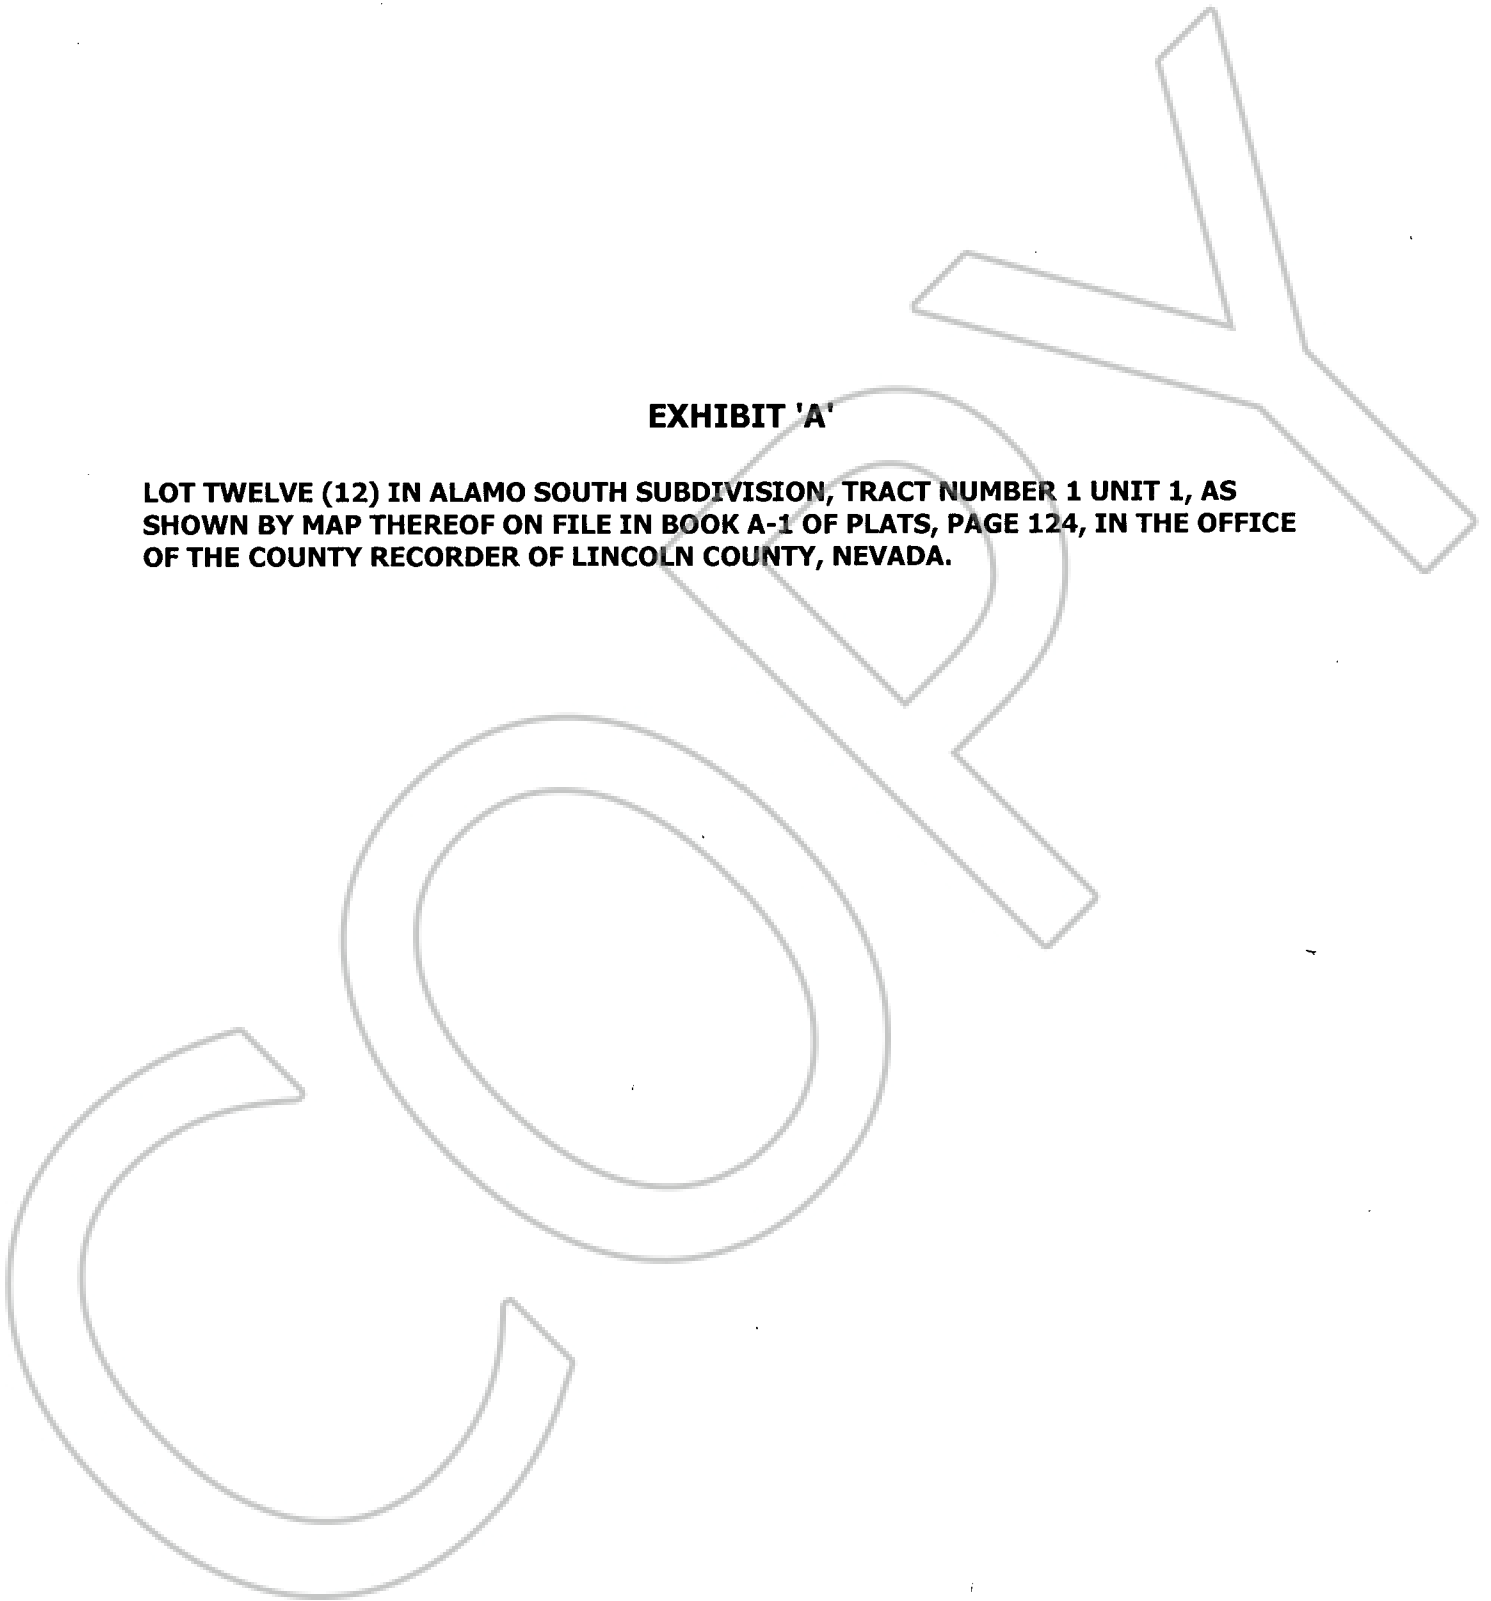 EXHIBIT 'A'
LOT TWELVE (12) IN ALAMO SOUTH SUBDIVISION, TRACT NUMBER 1 UNIT 1, AS
SHOWN BY MAP THEREOF ON FILE IN BOOK A-1 OF PLATS, PAGE 124, IN THE OFFICE
OF THE COUNTY RECORDER OF LINCOLN COUNTY, NEVADA.
COPY